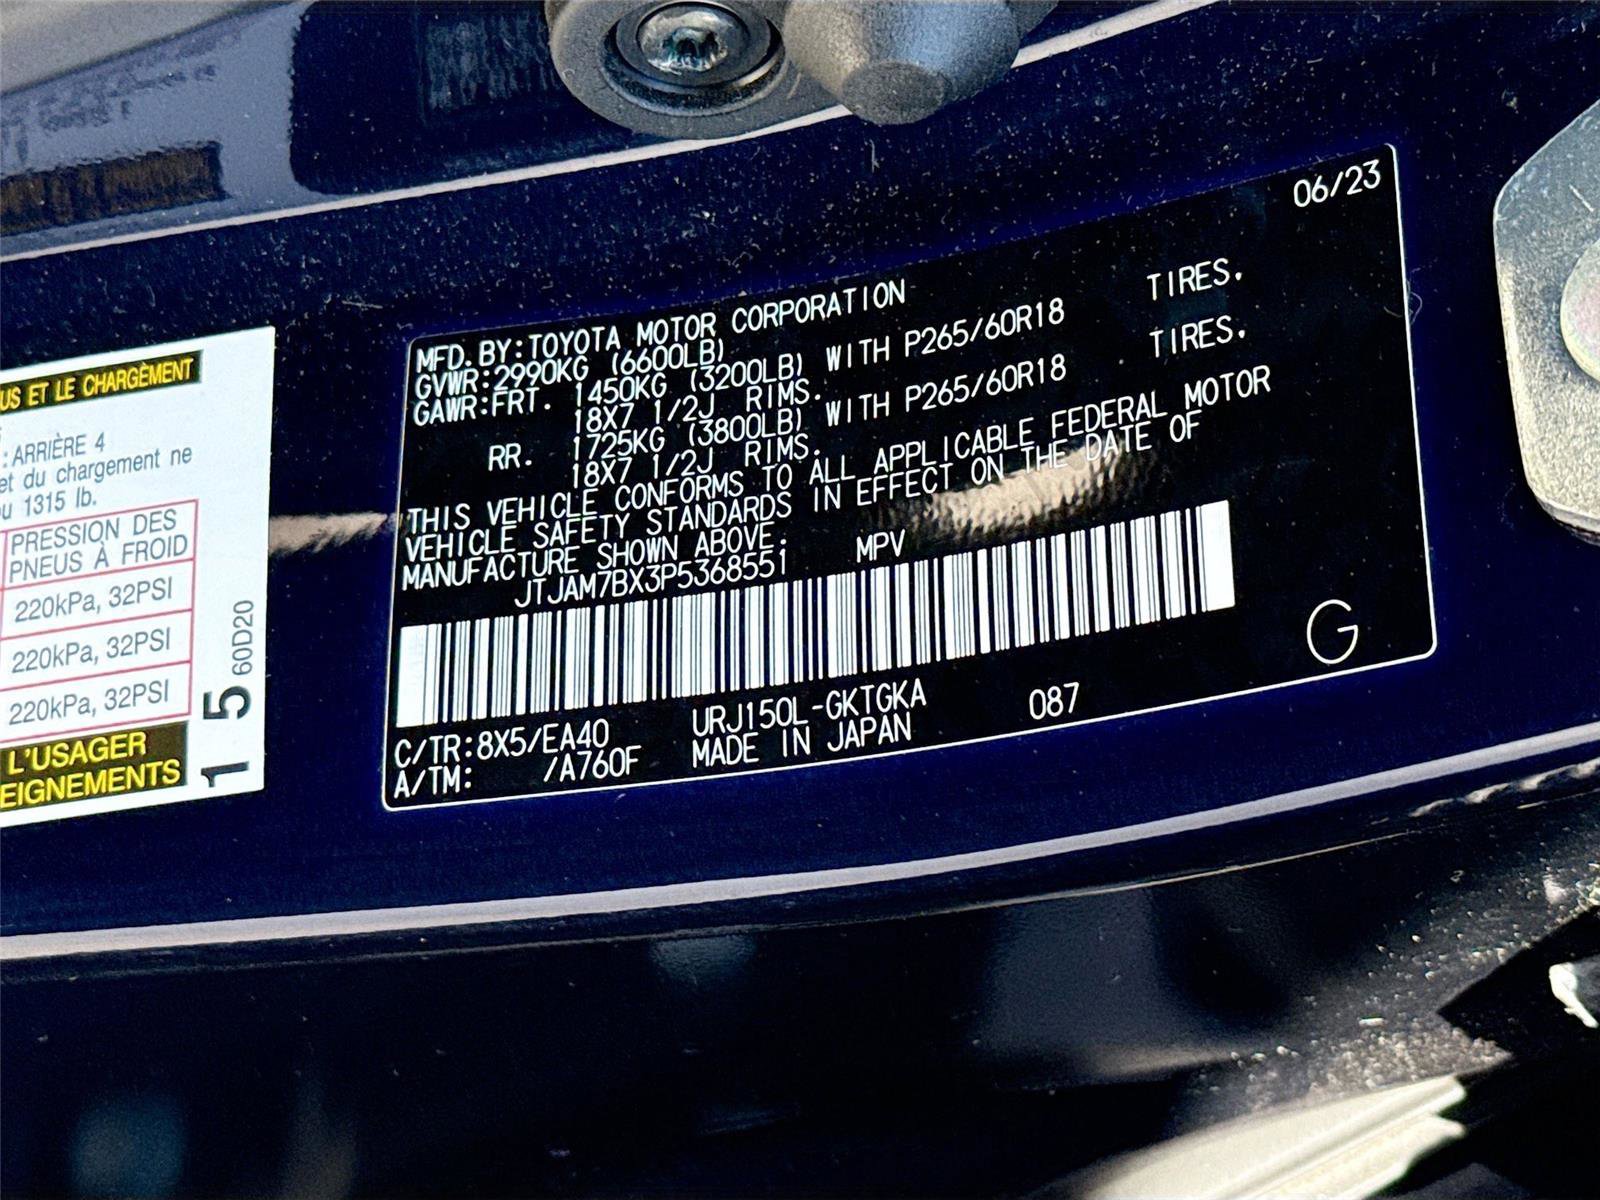 US ET LE CHARGEMENT
: ARRIÈRE 4
et du chargement ne
ou 1315 lb.
PRESSION DES
PNEUS À FROID
220kPa, 32PSI
220kPa, 32PSI
220kPa, 32PSI
L'USAGER
EIGNEMENTS
15
60D20
06/23
MFD. BY: TOYOTA MOTOR CORPORATION
GVWR: 2990KG (6600LB)
GAWR: FRT. 1450KG (3200LB) WITH P265/60R18 TIRES.
18X7 1/2J RIMS.
RR. 1725KG (3800LB) WITH P265/60R18 TIRES.
18X7 1/2J RIMS.
THIS VEHICLE CONFORMS TO ALL APPLICABLE FEDERAL MOTOR
VEHICLE SAFETY STANDARDS IN EFFECT ON THE DATE OF
MANUFACTURE SHOWN ABOVE.
JTJAM7BX3P5368551 MPV
G
C/TR: 8X5/EA40 URJ150L-GKTGKA 087
A/TM: /A760F MADE IN JAPAN